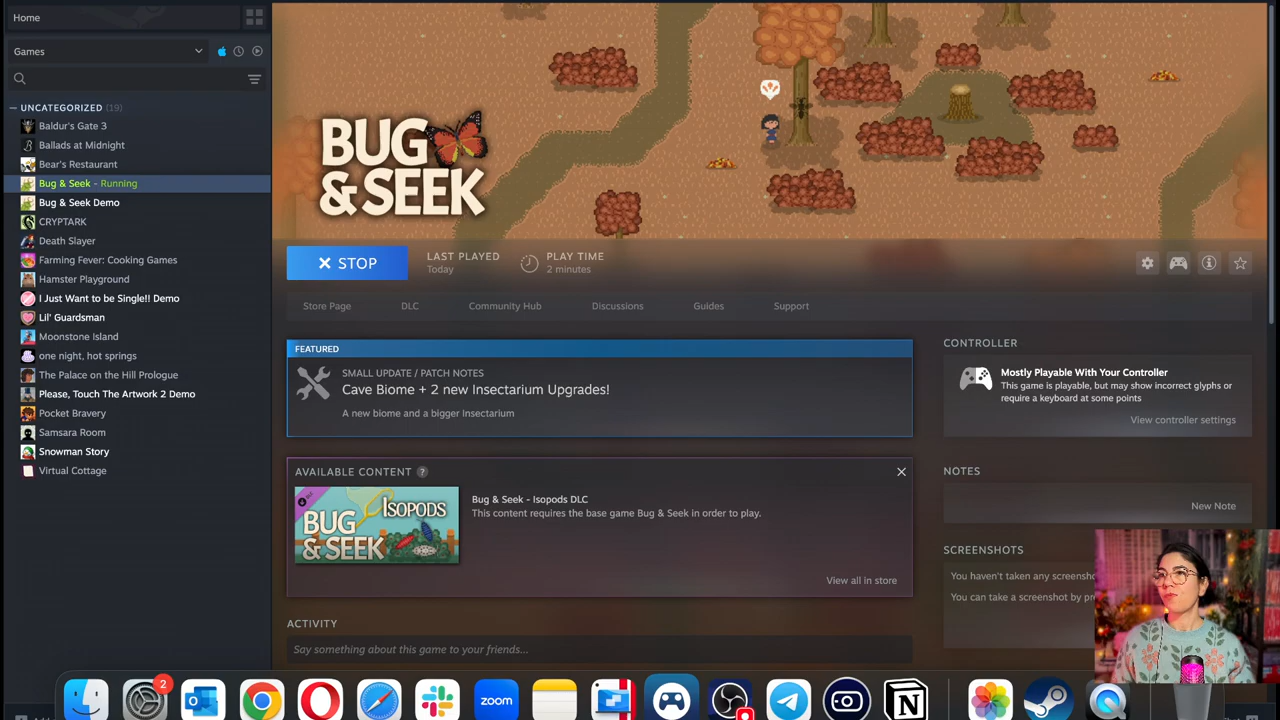 Home
Games
UNCATEGORIZED (19)
Baldur's Gate 3
Ballads at Midnight
Bear's Restaurant
Bug & Seek - Running
Bug & Seek Demo
CRYPTARK
Death Slayer
Farming Fever: Cooking Games
Hamster Playground
I Just Want to be Single!! Demo
Lil' Guardsman
Moonstone Island
one night, hot springs
The Palace on the Hill Prologue
Please, Touch The Artwork 2 Demo
Pocket Bravery
Samsara Room
Snowman Story
Virtual Cottage
BUG
& SEEK
STOP
LAST PLAYED
Today
PLAY TIME
2 minutes
Store Page
DLC
Community Hub
Discussions
Guides
Support
FEATURED
SMALL UPDATE / PATCH NOTES
Cave Biome + 2 new Insectarium Upgrades!
A new biome and a bigger Insectarium
AVAILABLE CONTENT ?
ISOPODS
BUG
& SEEK
Bug & Seek - Isopods DLC
This content requires the base game Bug & Seek in order to play.
View all in store
ACTIVITY
Say something about this game to your friends...
CONTROLLER
Mostly Playable With Your Controller
This game is playable, but may show incorrect glyphs or
require a keyboard at some points
View controller settings
NOTES
New Note
SCREENSHOTS
You haven't taken any
You can take a screenshot by
2
zoom